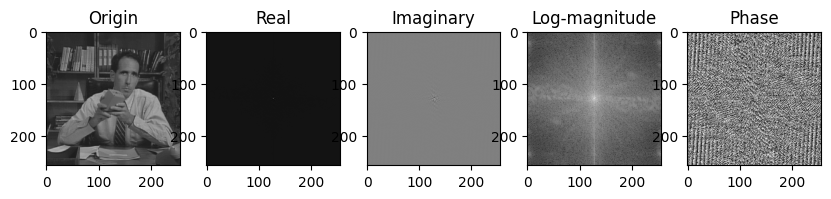 Origin Real Imaginary Log-magnitude Phase
0 0 0 0 0
100 100 100 100 100
200 200 200 200 200
0 100 200 0 100 200 0 100 200 0 100 200 0 100 200